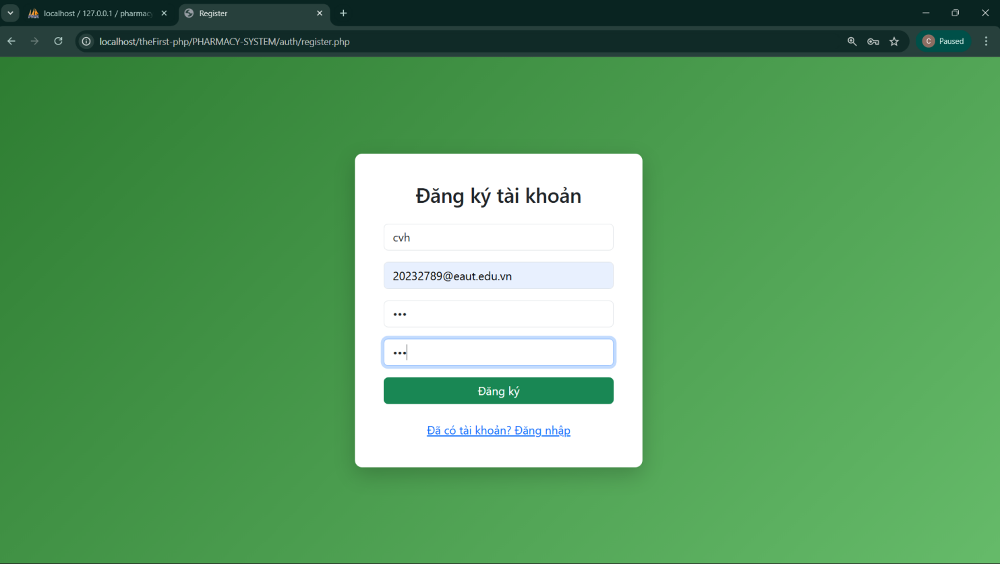 localhost / 127.0.0.1 / pharmacy
Register
localhost/theFirst-php/PHARMACY-SYSTEM/auth/register.php
C
Paused
Đăng ký tài khoản
cvh
20232789@eaut.edu.vn
•••
•••
Đăng ký
Đã có tài khoản? Đăng nhập